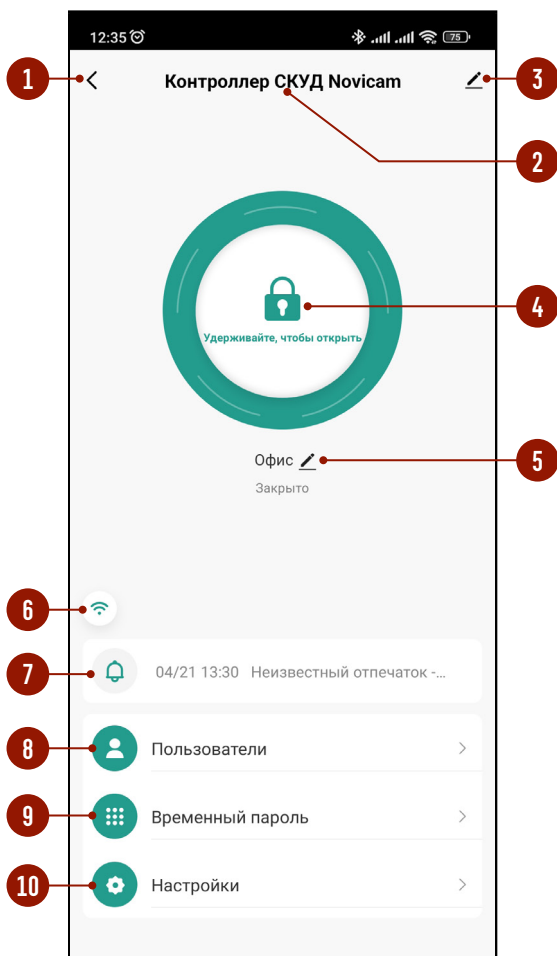 12:35 75
1 Контроллер СКУД Novicam 3
2
4
Удерживайте, чтобы открыть
Офис 5
Закрыто
6
7 04/21 13:30 Неизвестный отпечаток -...
8 Пользователи
9 Временный пароль
10 Настройки